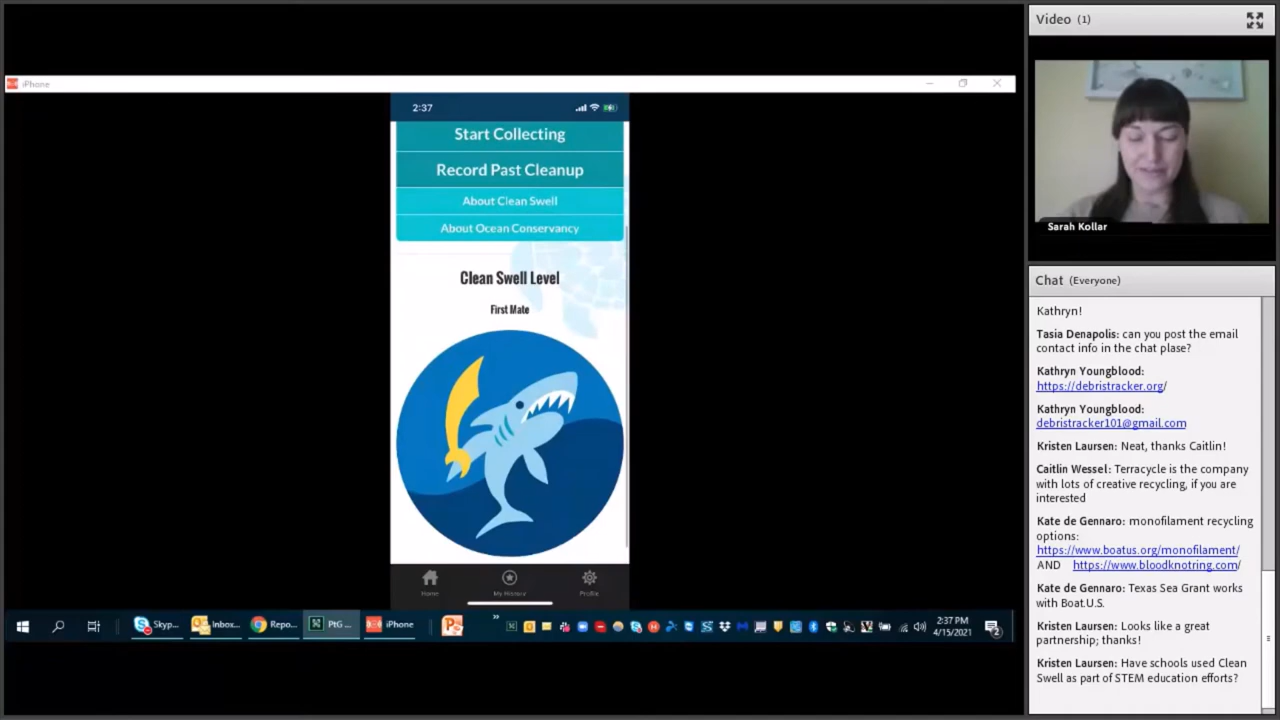 iPhone
2:37
Start Collecting
Record Past Cleanup
About Clean Swell
About Ocean Conservancy
Clean Swell Level
First Mate
Home
My History
Profile
Skyp...
Inbox...
Repo...
PtG ...
iPhone
2:37 PM
4/15/2021
2
Video (1)
Sarah Kollar
Chat (Everyone)
Kathryn!
Tasia Denapolis: can you post the email
contact info in the chat plase?
Kathryn Youngblood:
https://debristracker.org/
Kathryn Youngblood:
debristracker101@gmail.com
Kristen Laursen: Neat, thanks Caitlin!
Caitlin Wessel: Terracycle is the company
with lots of creative recycling, if you are
interested
Kate de Gennaro: monofilament recycling
options:
https://www.boatus.org/monofilament/
AND https://www.bloodknotring.com/
Kate de Gennaro: Texas Sea Grant works
with Boat.U.S.
Kristen Laursen: Looks like a great
partnership; thanks!
Kristen Laursen: Have schools used Clean
Swell as part of STEM education efforts?